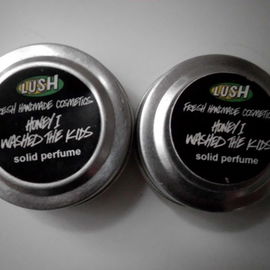 LUSH
FRESH HANDMADE COSMETICS
HONEY I
WASHED THE KIDS
solid perfume
LUSH
FRESH HANDMADE COSMETICS
HONEY I
WASHED THE KIDS
solid perfume